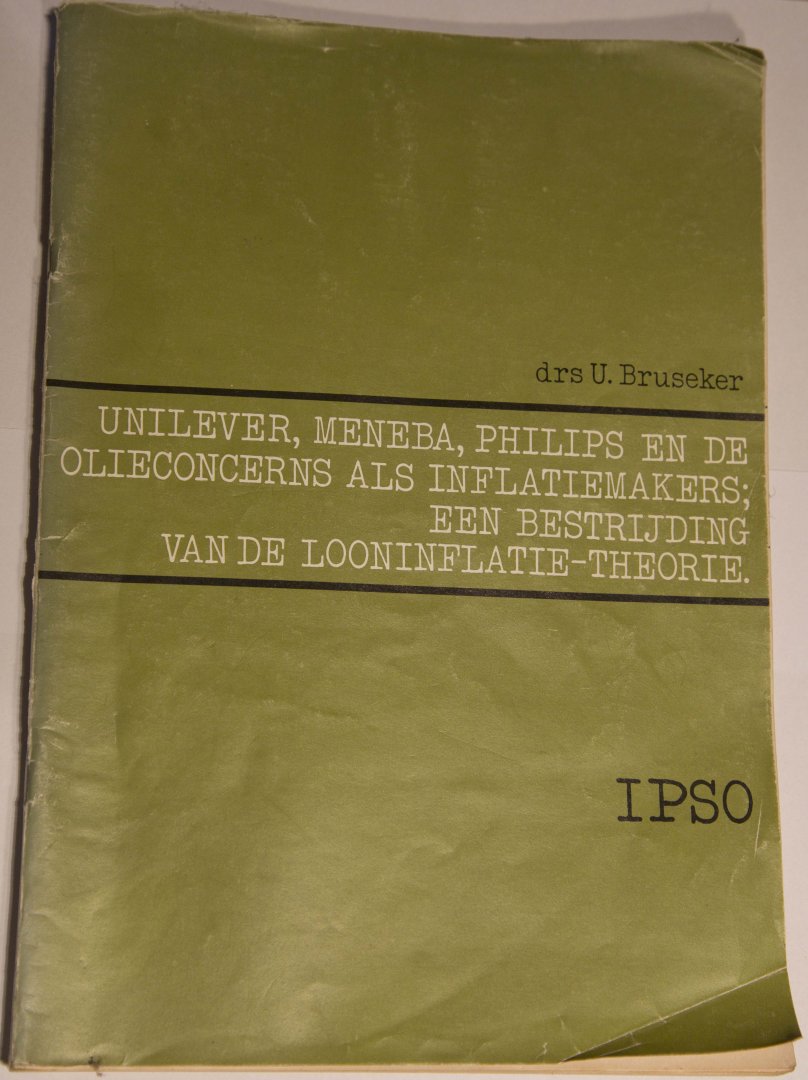 drs U. Bruseker
UNILEVER, MENEBA, PHILIPS EN DE
OLIECONCERNS ALS INFLATIEMAKERS;
EEN BESTRIJDING
VAN DE LOONINFLATIE-THEORIE.
IPSO